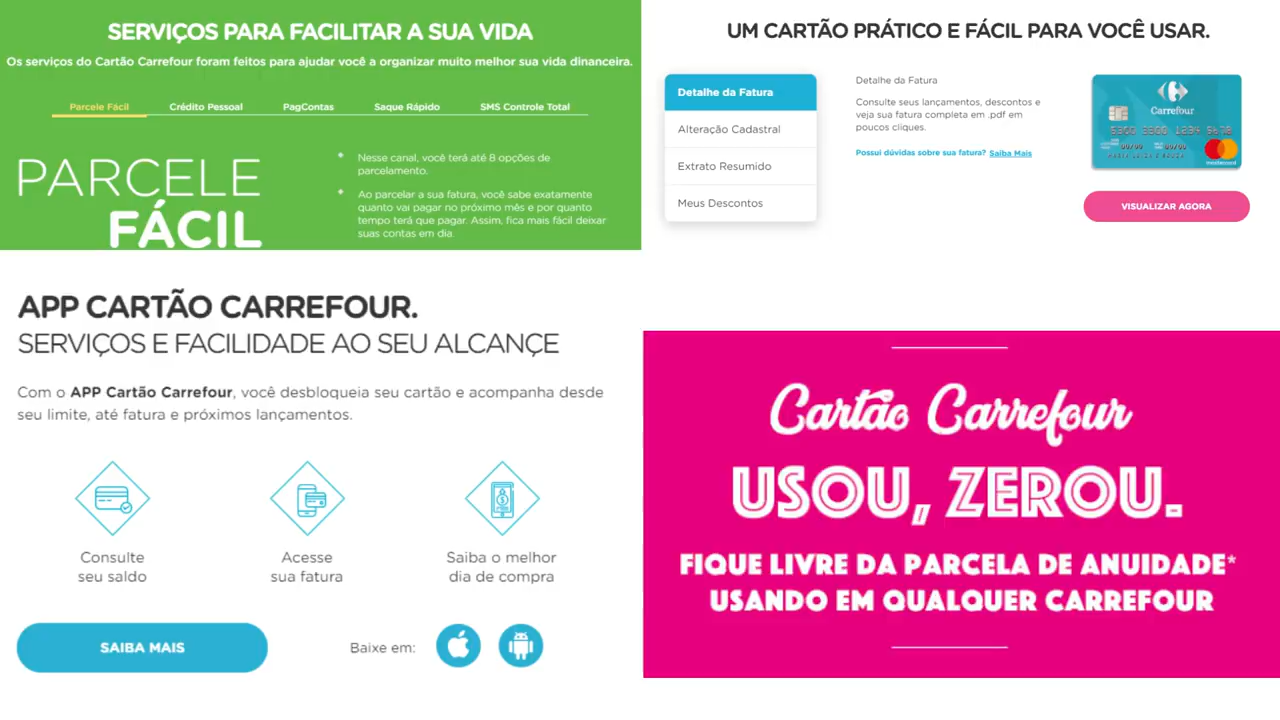 SERVIÇOS PARA FACILITAR A SUA VIDA
Os serviços do Cartão Carrefour foram feitos para ajudar você a organizar muito melhor sua vida dinanceira.
Parcele Fácil
Crédito Pessoal
PagContas
Saque Rápido
SMS Controle Total
PARCELE
FÁCIL
* Nesse canal, você terá até 8 opções de
parcelamento.
* Ao parcelar a sua fatura, você sabe exatamente
quanto vai pagar no próximo mês e por quanto
tempo terá que pagar. Assim, fica mais fácil deixar
suas contas em dia.
UM CARTÃO PRÁTICO E FÁCIL PARA VOCÊ USAR.
Detalhe da Fatura
Alteração Cadastral
Extrato Resumido
Meus Descontos
Detalhe da Fatura
Consulte seus lançamentos, descontos e
veja sua fatura completa em .pdf em
poucos cliques.
Possui dúvidas sobre sua fatura? Saiba Mais
Carrefour
mastercard
VISUALIZAR AGORA
APP CARTÃO CARREFOUR.
SERVIÇOS E FACILIDADE AO SEU ALCANÇE
Com o APP Cartão Carrefour, você desbloqueia seu cartão e acompanha desde
seu limite, até fatura e próximos lançamentos.
Consulte
seu saldo
Acesse
sua fatura
Saiba o melhor
dia de compra
SAIBA MAIS
Baixe em:
Cartão Carrefour
USOU, ZEROU.
FIQUE LIVRE DA PARCELA DE ANUIDADE*
USANDO EM QUALQUER CARREFOUR